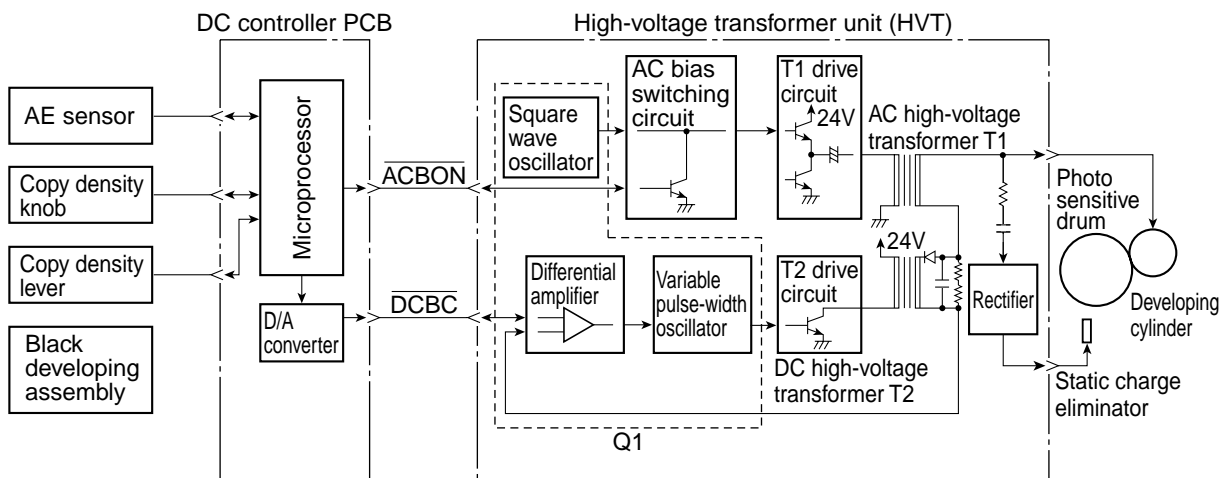 DC controller PCB
High-voltage transformer unit (HVT)
AE sensor
Copy density
knob
Copy density
lever
Black
developing
assembly
Microprocessor
D/A
converter
ACBON
DCBC
Square
wave
oscillator
AC bias
switching
circuit
T1 drive
circuit
24V
AC high-voltage
transformer T1
Differential
amplifier
Variable
pulse-width
oscillator
T2 drive
circuit
24V
DC high-voltage
transformer T2
Rectifier
Photo
sensitive
drum
Developing
cylinder
Static charge
eliminator
Q1